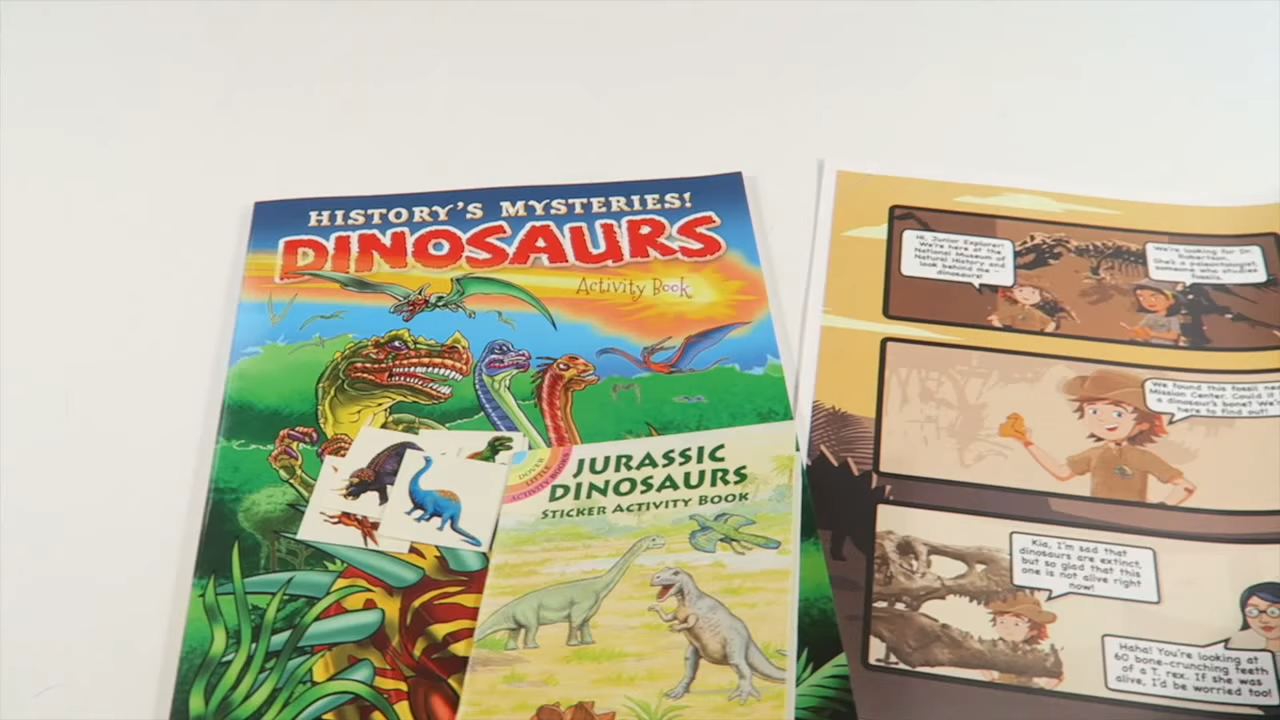 HISTORY'S MYSTERIES!
DINOSAURS
Activity Book
DOVER
LITTLE
ACTIVITY BOOKS
JURASSIC
DINOSAURS
STICKER ACTIVITY BOOK
Hi, Junior Explorer!
We're here at the
National Museum of
Natural History and
look behind me –
dinosaurs!
We're looking for Dr.
Robertson.
She's a paleontologist,
someone who studies
fossils.
We found this fossil
Mission Center. Could
a dinosaur's bone? We'
here to find out!
Kia, I'm sad that
dinosaurs are extinct,
but so glad that this
one is not alive right
now!
Haha! You're looking at
60 bone-crunching teeth
of a T. rex. If she was
alive, I'd be worried too!